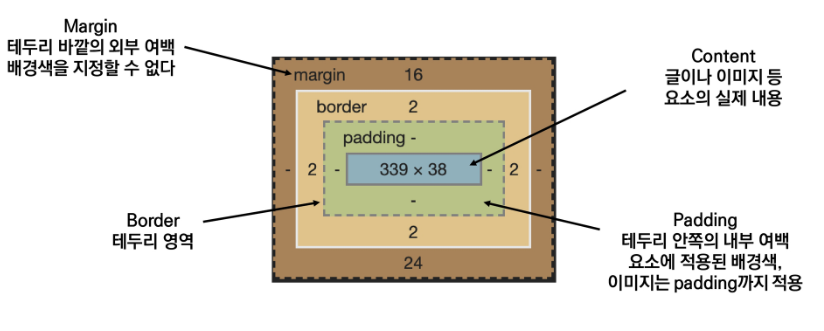 Margin
테두리 바깥의 외부 여백
배경색을 지정할 수 없다
Content
글이나 이미지 등
요소의 실제 내용
margin 16
border 2
padding -
- 2 - 339 × 38 - 2 -
-
2
24
Border
테두리 영역
Padding
테두리 안쪽의 내부 여백
요소에 적용된 배경색,
이미지는 padding까지 적용